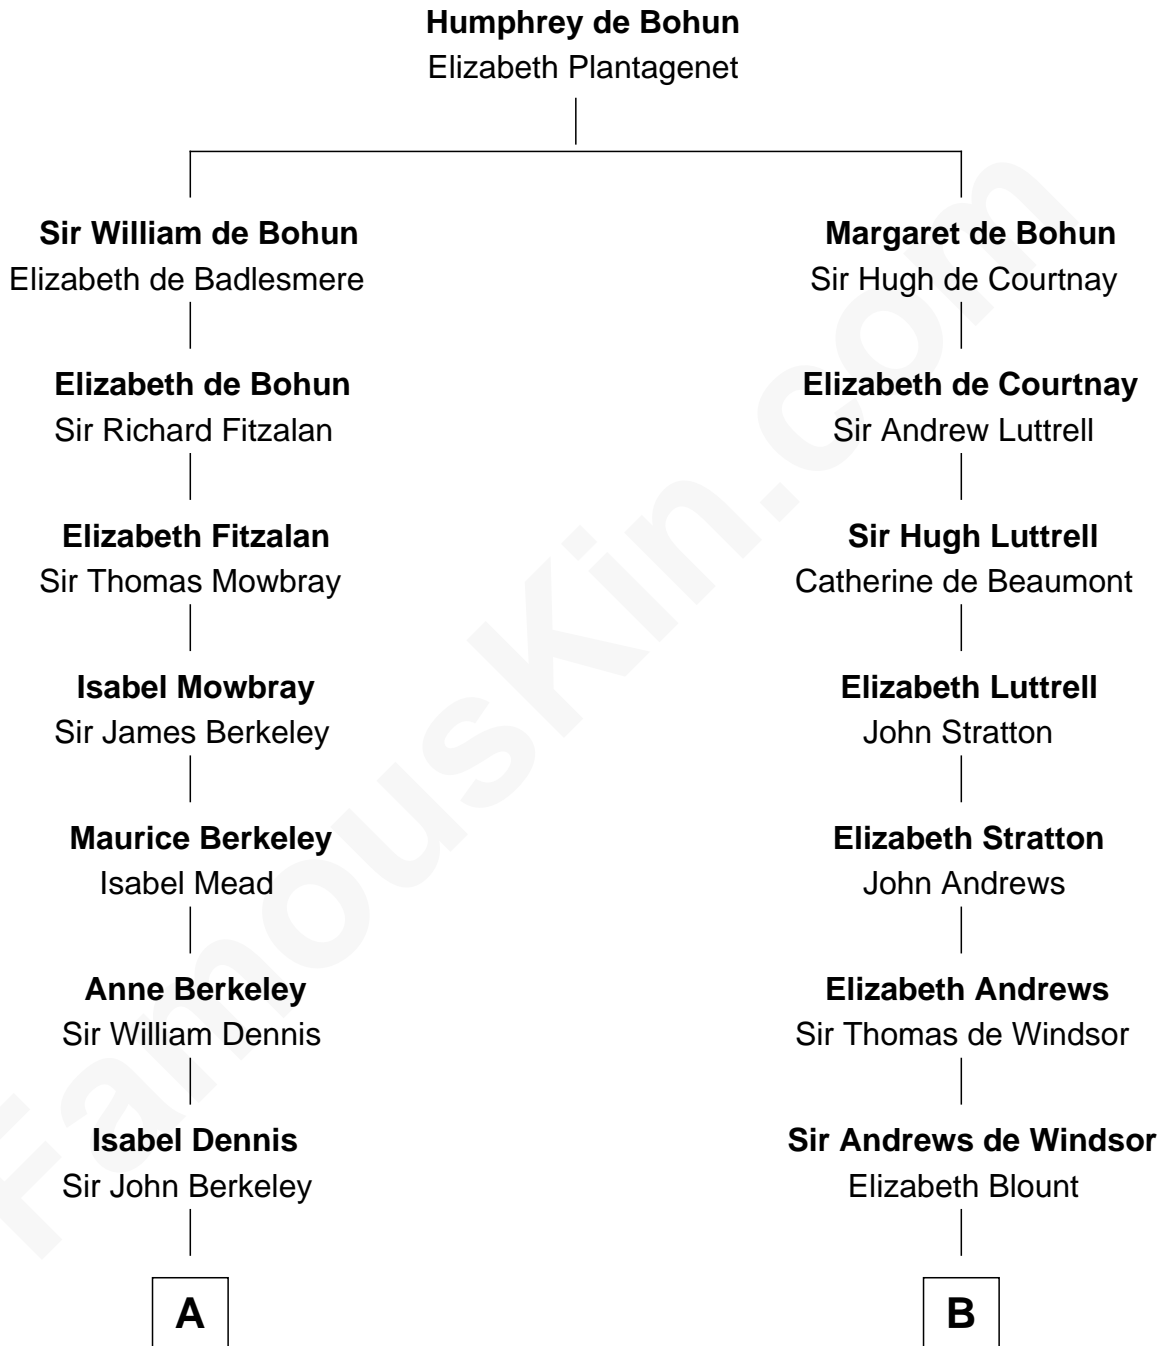 Humphrey de Bohun
Elizabeth Plantagenet
Sir William de Bohun
Elizabeth de Badlesmere
Margaret de Bohun
Sir Hugh de Courtnay
Elizabeth de Bohun
Sir Richard Fitzalan
Elizabeth de Courtnay
Sir Andrew Luttrell
Elizabeth Fitzalan
Sir Thomas Mowbray
Sir Hugh Luttrell
Catherine de Beaumont
Isabel Mowbray
Sir James Berkeley
Elizabeth Luttrell
John Stratton
Maurice Berkeley
Isabel Mead
Elizabeth Stratton
John Andrews
Anne Berkeley
Sir William Dennis
Elizabeth Andrews
Sir Thomas de Windsor
Isabel Dennis
Sir John Berkeley
Sir Andrews de Windsor
Elizabeth Blount
A
B
FamousKin.com